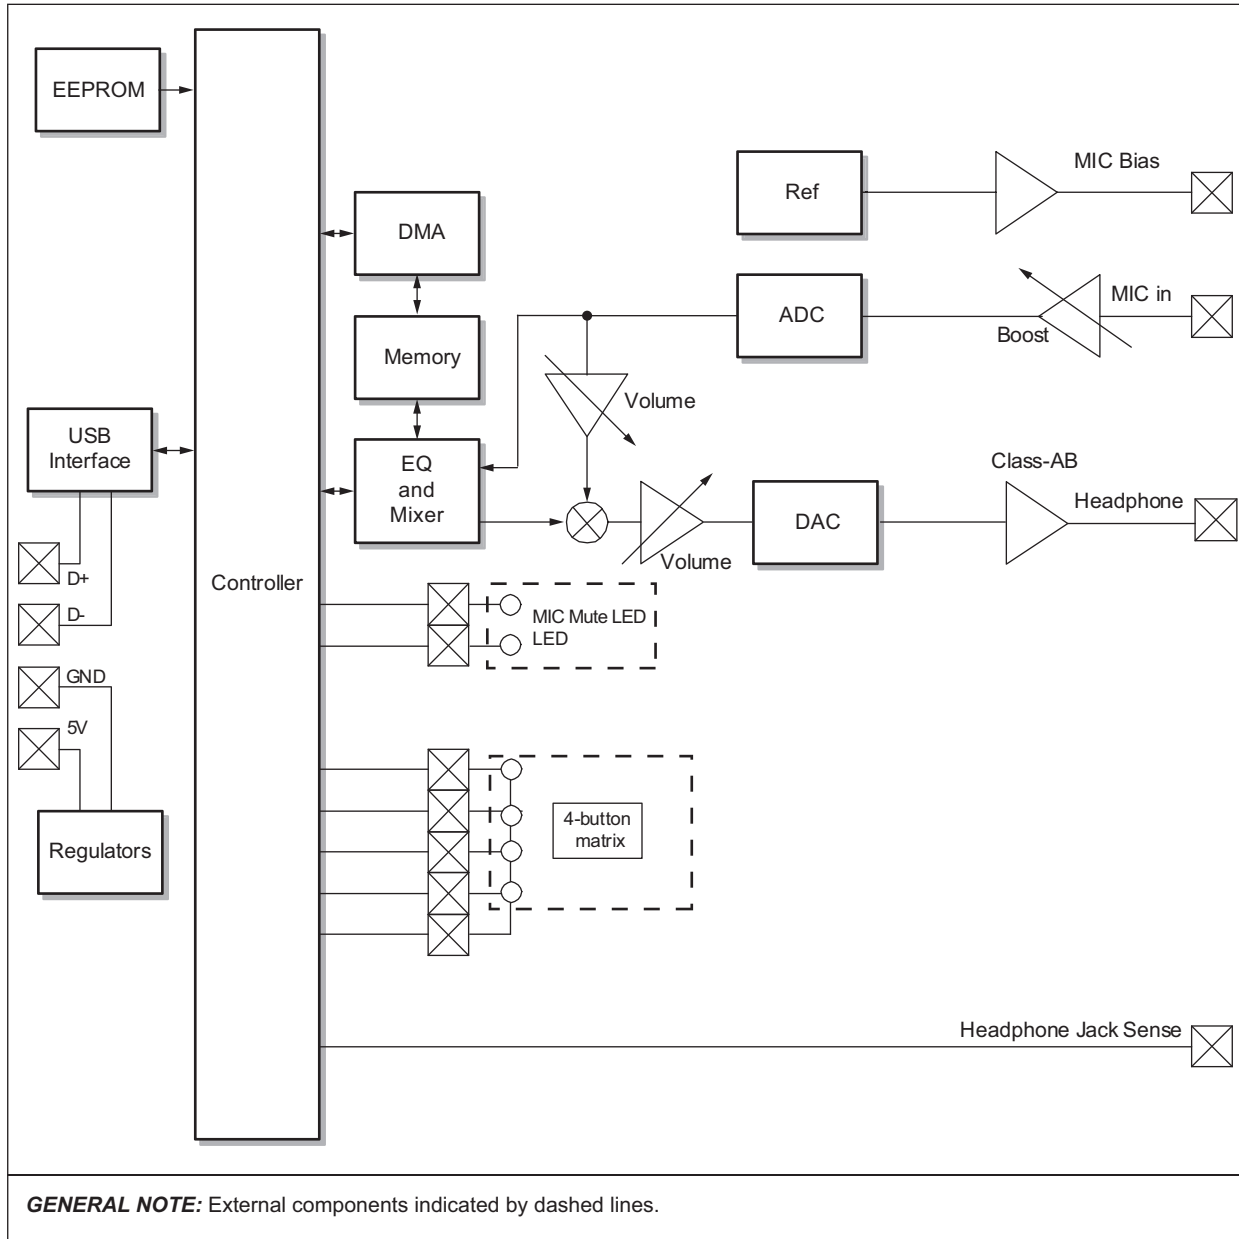 EEPROM
MIC Bias
Ref
DMA
MIC in
ADC
Boost
Memory
Volume
USB
Interface
EQ
and
Mixer
Class-AB
Headphone
DAC
Volume
D+
Controller
D-
MIC Mute LED
LED
GND
5V
4-button
matrix
Regulators
Headphone Jack Sense
GENERAL NOTE: External components indicated by dashed lines.